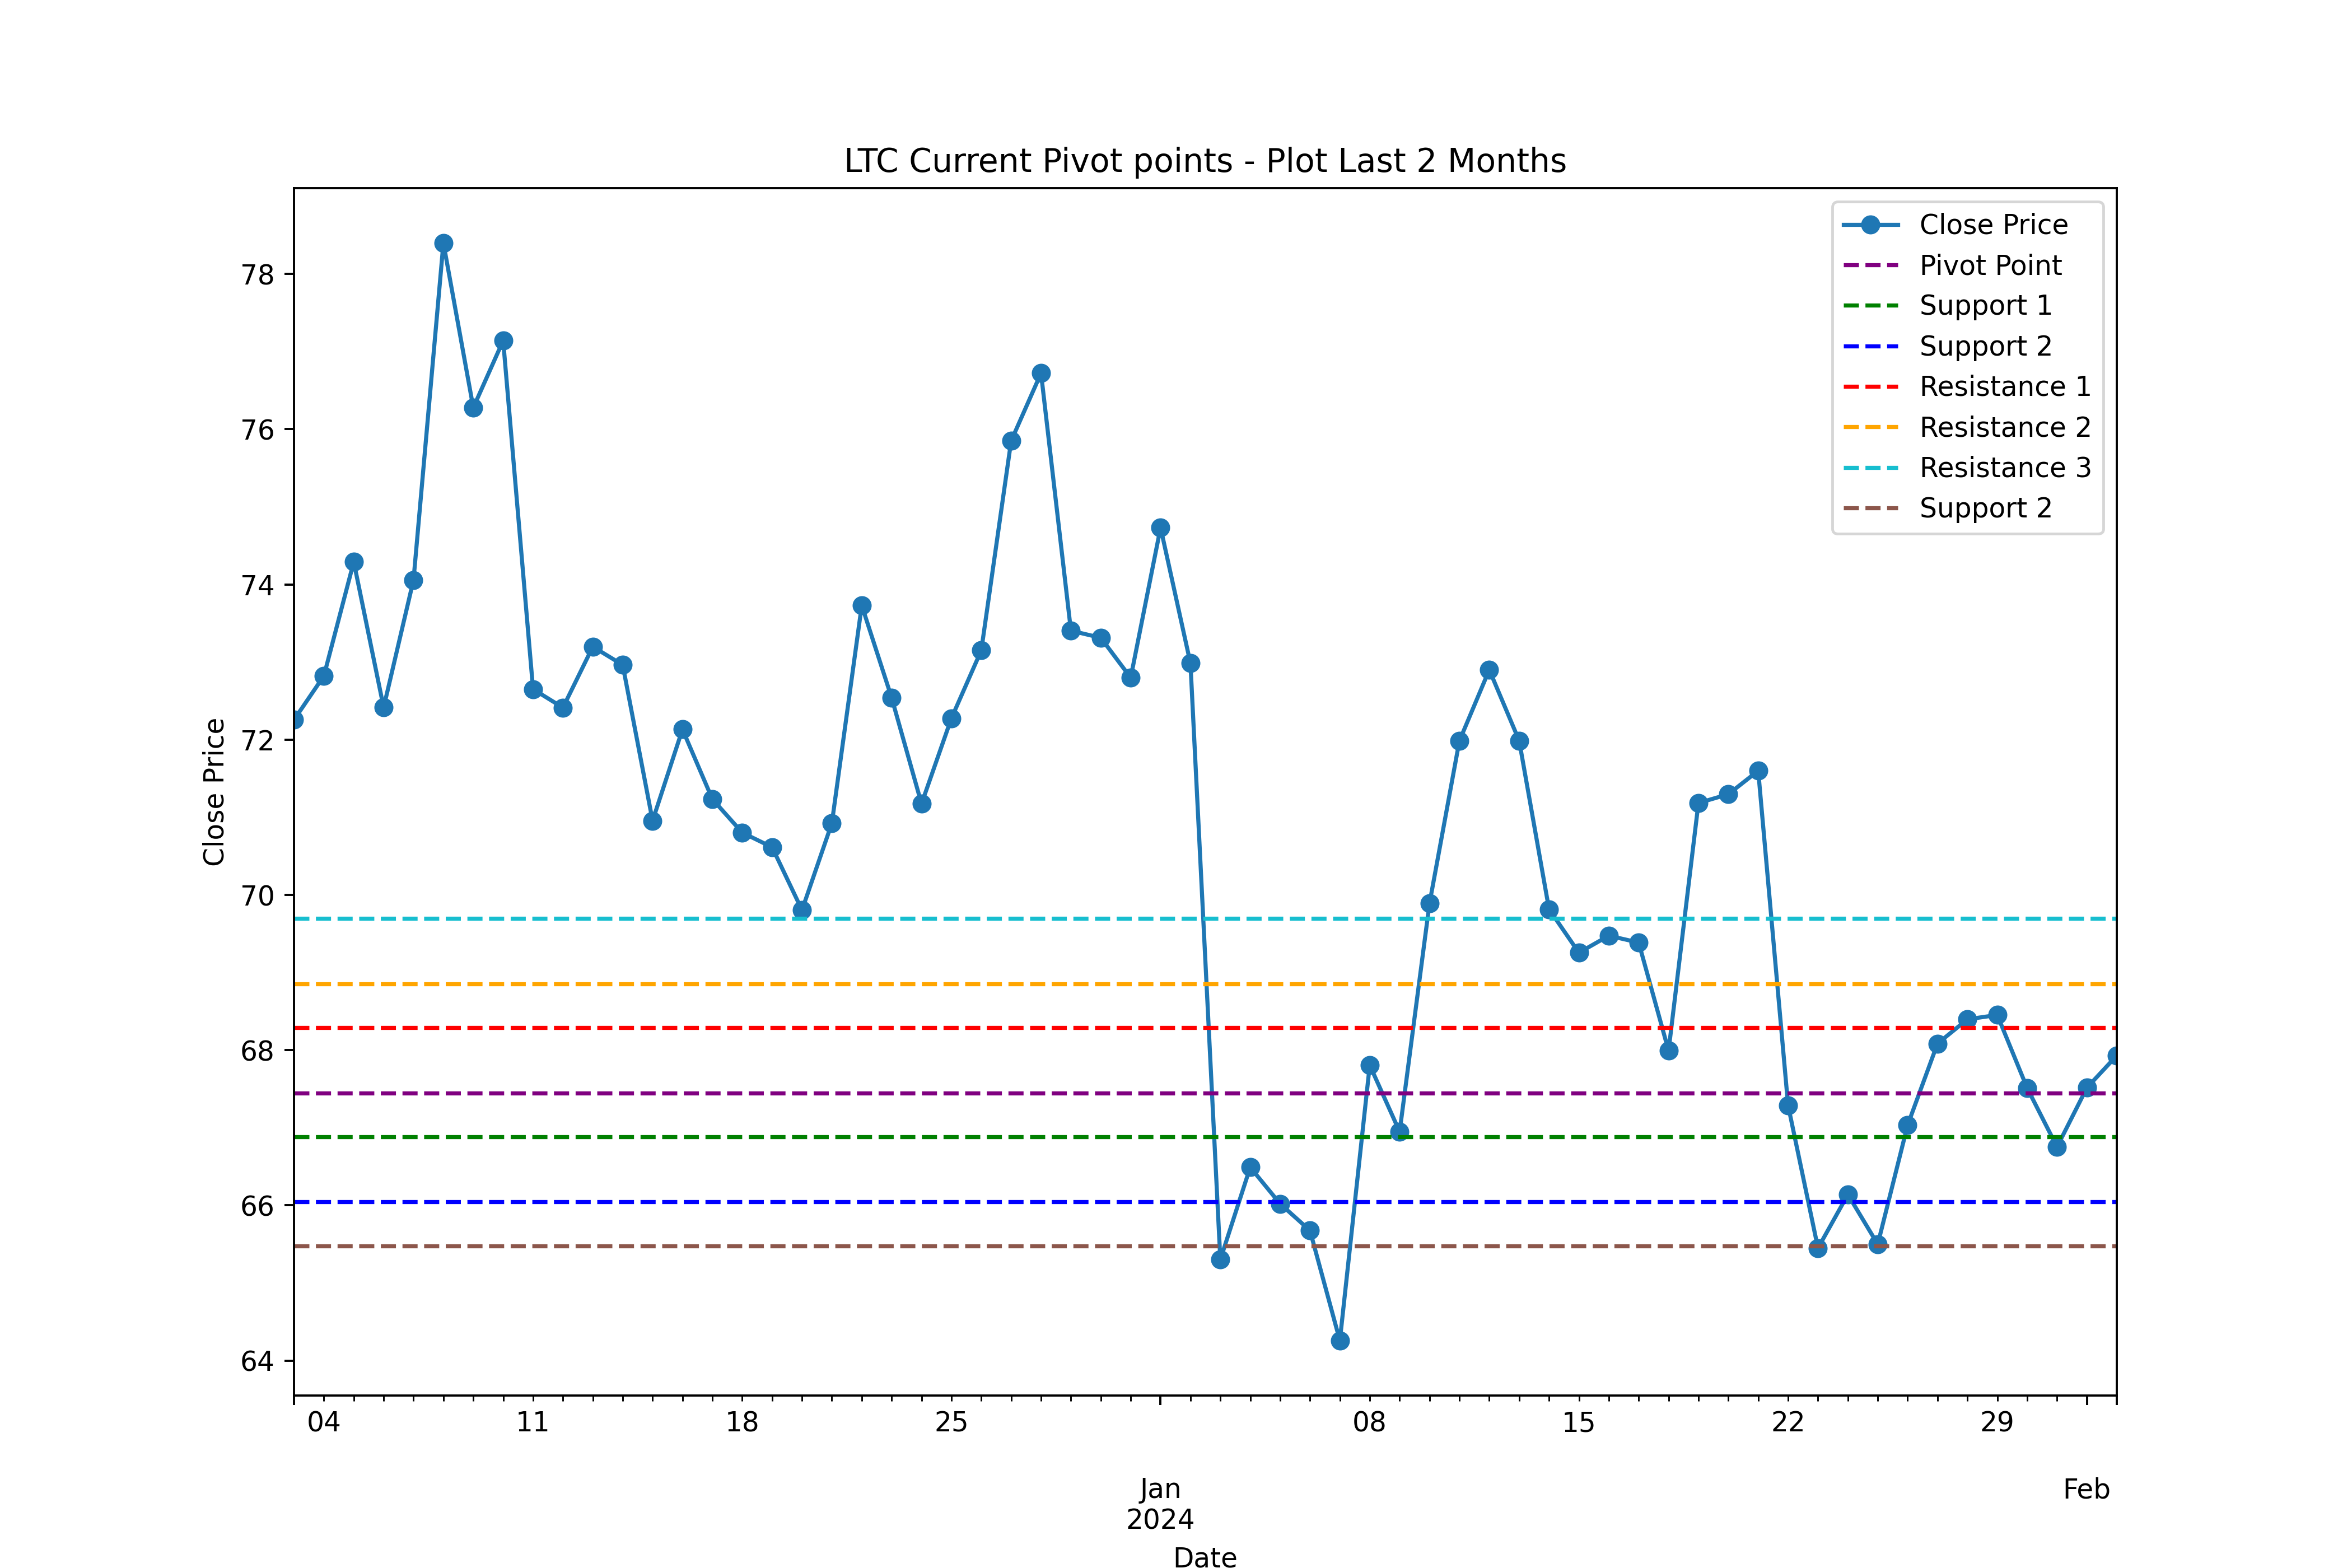 LTC Current Pivot points - Plot Last 2 Months
Close Price
Pivot Point
Support 1
Support 2
Resistance 1
Resistance 2
Resistance 3
Support 2
78
76
74
72
70
68
66
64
Close Price
04
11
18
25
08
15
22
29
Jan
2024
Feb
Date